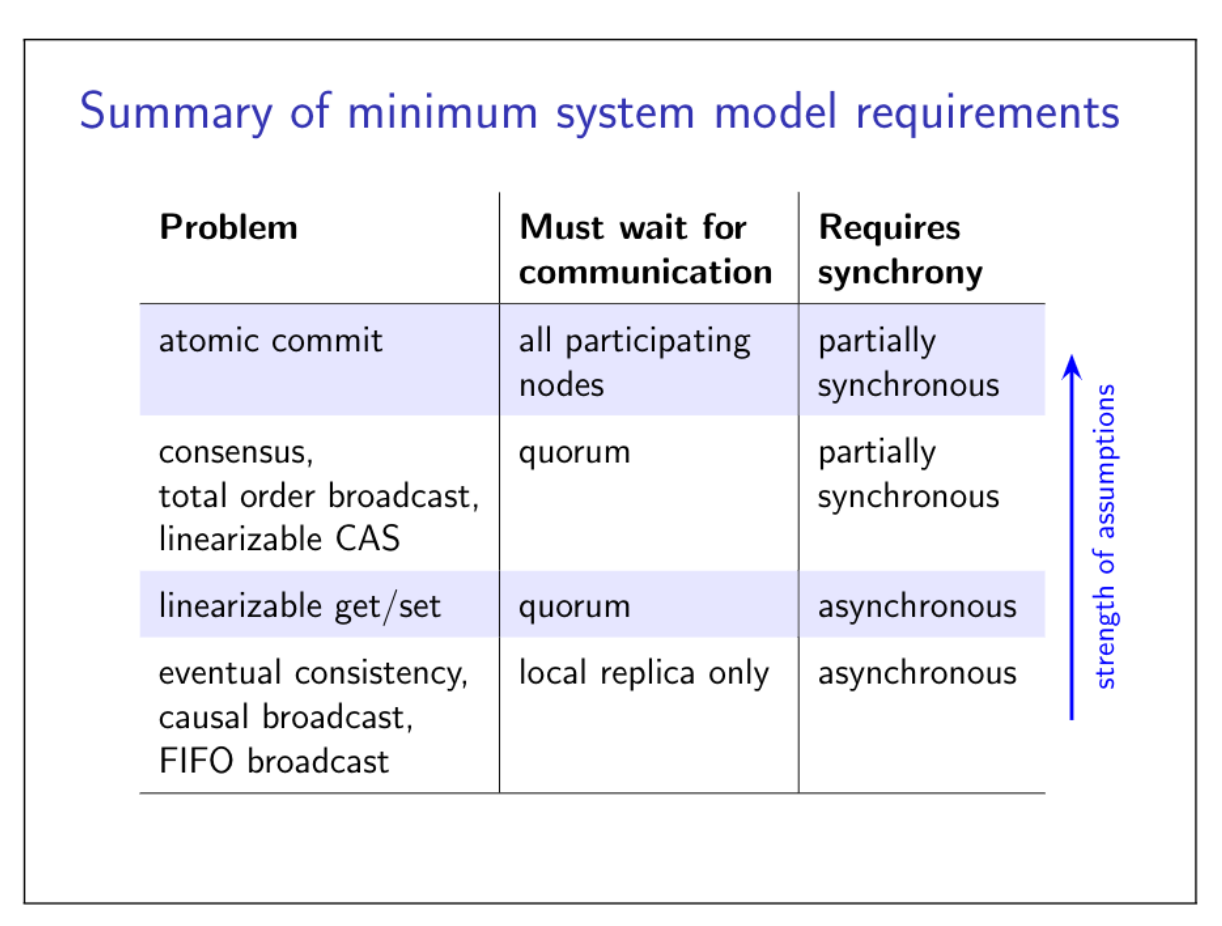 Summary of minimum system model requirements
Problem
Must wait for
communication
Requires
synchrony
atomic commit
all participating
nodes
partially
synchronous
consensus,
total order broadcast,
linearizable CAS
quorum
partially
synchronous
linearizable get/set
quorum
asynchronous
eventual consistency,
causal broadcast,
FIFO broadcast
local replica only
asynchronous
strength of assumptions